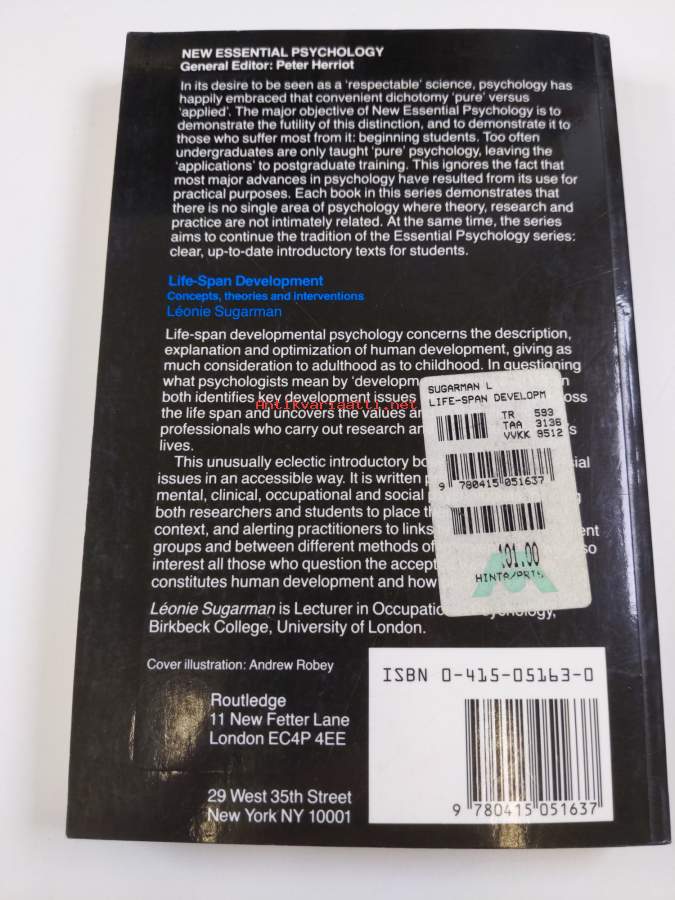 NEW ESSENTIAL PSYCHOLOGY
General Editor: Peter Herriot
In its desire to be seen as a 'respectable' science, psychology has
happily embraced that convenient dichotomy 'pure' versus
'applied'. The major objective of New Essential Psychology is to
demonstrate the futility of this distinction, and to demonstrate it to
those who suffer most from it: beginning students. Too often
undergraduates are only taught 'pure' psychology, leaving the
'applications' to postgraduate training. This ignores the fact that
most major advances in psychology have resulted from its use for
practical purposes. Each book in this series demonstrates that
there is no single area of psychology where theory, research and
practice are not intimately related. At the same time, the series
aims to continue the tradition of the Essential Psychology series:
clear, up-to-date introductory texts for students.
Life-Span Development
Concepts, theories and interventions
Léonie Sugarman
Life-span developmental psychology concerns the description,
explanation and optimization of human development, giving as
much consideration to adulthood as to childhood. In questioning
what psychologists mean by 'developm
both identifies key development issues
the life span and uncovers the values
professionals who carry out research an
lives.
This unusually eclectic introductory bo
issues in an accessible way. It is written
mental, clinical, occupational and social
both researchers and students to place th
context, and alerting practitioners to links
groups and between different methods of
interest all those who question the accept
constitutes human development and how
Léonie Sugarman is Lecturer in Occupatio
Birkbeck College, University of London.
Antikvariaatti.net
SUGARMAN L
LIFE-SPAN DEVELOPM
TR 593
TAA 3136
VVKK 9512
9 780415 051637
101.00
HINTA/PRIS
Cover illustration: Andrew Robey
Routledge
11 New Fetter Lane
London EC4P 4EE
29 West 35th Street
New York NY 10001
ISBN 0-415-05163-0
9 780415 051637